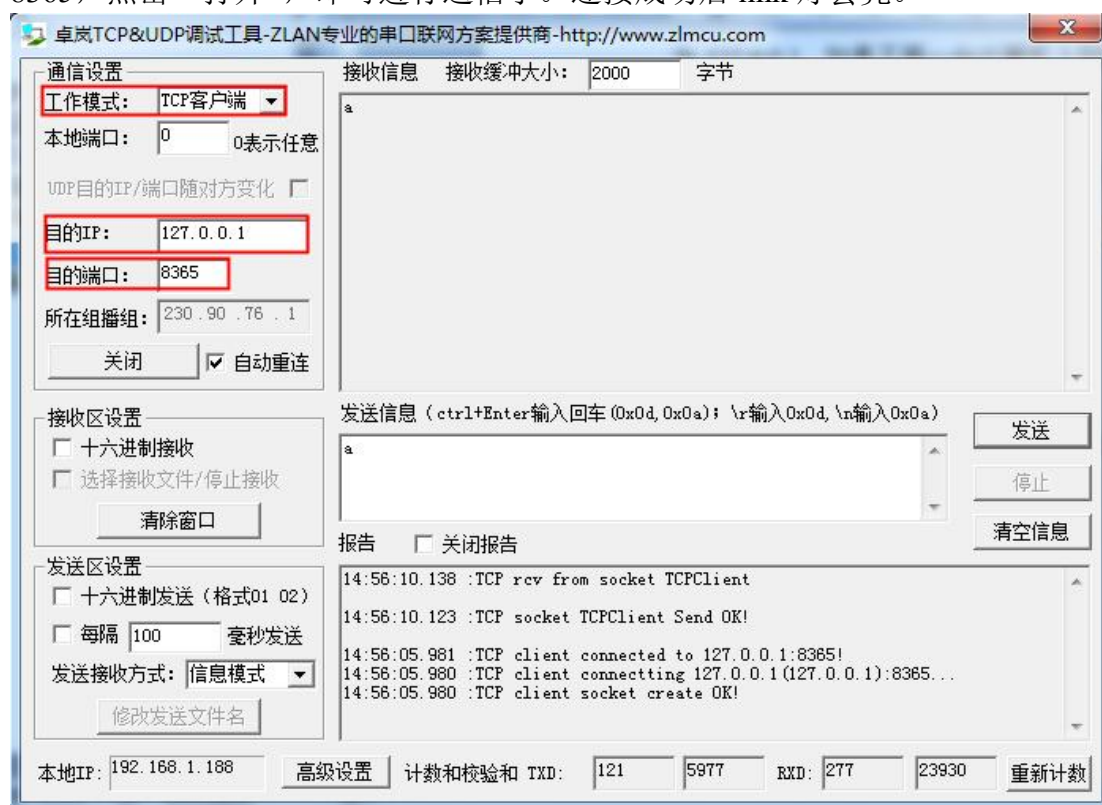 卓岚TCP&UDP调试工具-ZLAN专业的串口联网方案提供商-http://www.zlmcu.com
通信设置
工作模式: TCP客户端
本地端口: 0 0表示任意
UDP目的IP/端口随对方变化
目的IP: 127.0.0.1
目的端口: 8365
所在组播组: 230 .90 .76 .1
关闭 自动重连
接收信息 接收缓冲大小: 2000 字节
a
接收区设置
十六进制接收
选择接收文件/停止接收
清除窗口
发送信息(ctrl+Enter输入回车(0x0d,0x0a); \r输入0x0d,\n输入0x0a)
a
发送
停止
清空信息
发送区设置
十六进制发送(格式01 02)
每隔 100 毫秒发送
发送接收方式: 信息模式
修改发送文件名
报告 关闭报告
14:56:10.138 :TCP rcv from socket TCPClient
14:56:10.123 :TCP socket TCPClient Send OK!
14:56:05.981 :TCP client connected to 127.0.0.1:8365!
14:56:05.980 :TCP client connectting 127.0.0.1(127.0.0.1):8365...
14:56:05.980 :TCP client socket create OK!
本地IP: 192.168.1.188 高级设置 计数和校验和 TXD: 121 5977 RXD: 277 23930 重新计数